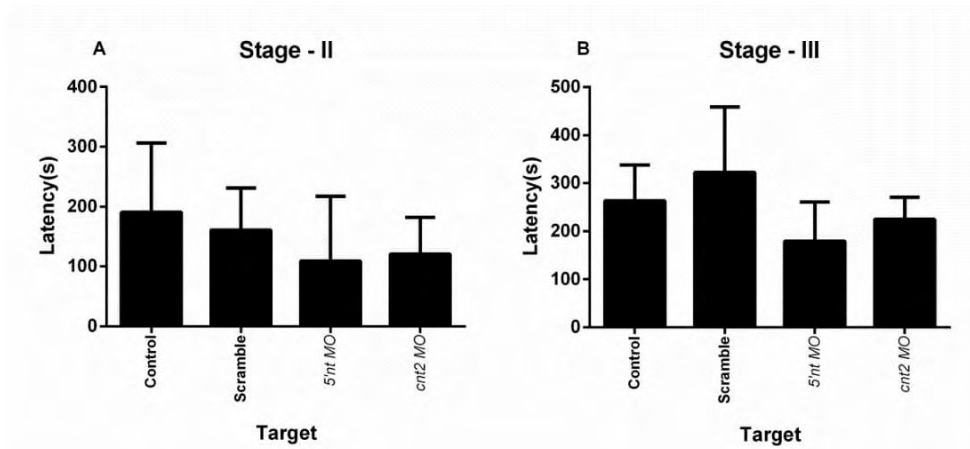 A
Stage - II
Latency(s)
400
300
200
100
0
Control
Scramble
5'nt MO
cnt2 MO
Target
B
Stage - III
Latency(s)
500
400
300
200
100
0
Control
Scramble
5'nt MO
cnt2 MO
Target